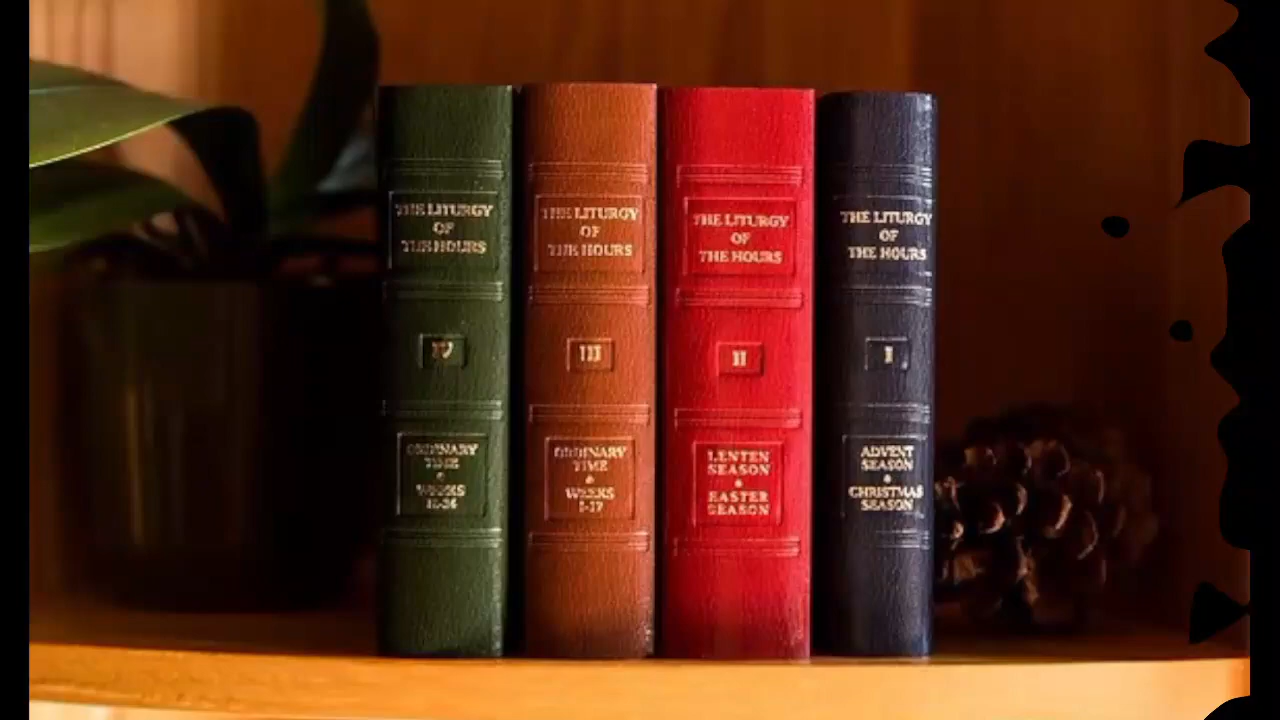 THE LITURGY
OF
THE HOURS
IV
ORDINARY
TIME
WEEKS
THE LITURGY
OF
THE HOURS
III
ORDINARY
TIME
WEEKS
1-17
THE LITURGY
OF
THE HOURS
II
LENTEN
SEASON
EASTER
SEASON
THE LITURGY
OF
THE HOURS
I
ADVENT
SEASON
CHRISTMAS
SEASON